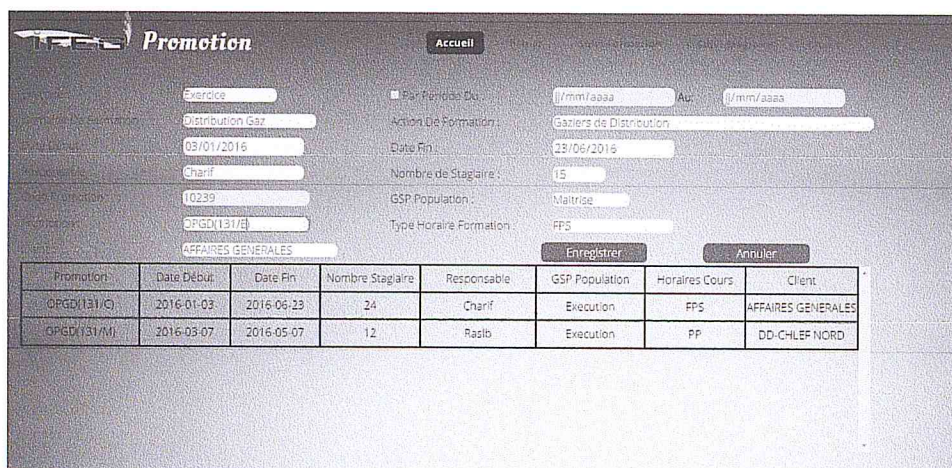 IFEG Promotion
Accueil
Exercice Par Période Du : jj/mm/aaaa Au: jj/mm/aaaa
Formation Distribution Gaz Action De Formation : Gaziers de Distribution
03/01/2016 Date Fin : 23/06/2016
Charif Nombre de Stagiaire : 15
10239 GSP Population : Maitrise
OPGD(131/E) Type Horaire Formation : FPS
AFFAIRES GENERALES Enregistrer Annuler
Promotion Date Début Date Fin Nombre Stagiaire Responsable GSP Population Horaires Cours Client
OPGD(131/C) 2016-01-03 2016-06-23 24 Charif Execution FPS AFFAIRES GENERALES
OPGD(131/M) 2016-03-07 2016-05-07 12 Rasib Execution PP DD-CHLEF NORD